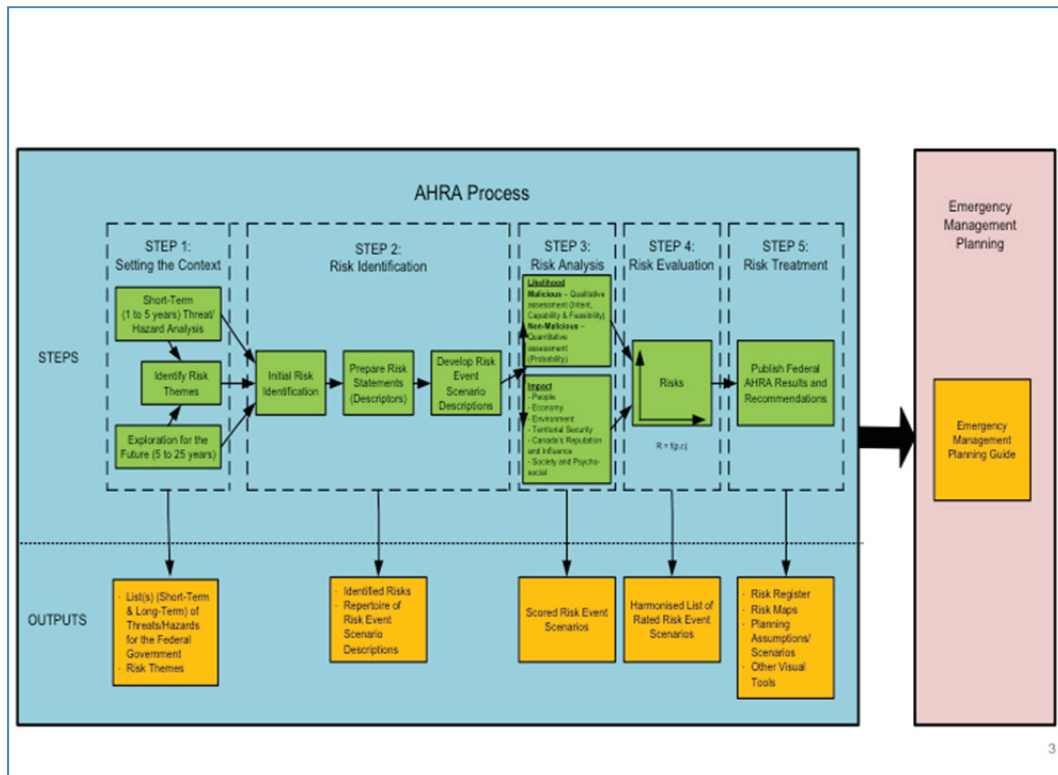 AHRA Process
STEP 1:
Setting the Context
STEP 2:
Risk Identification
STEP 3:
Risk Analysis
STEP 4:
Risk Evaluation
STEP 5:
Risk Treatment
STEPS
Short-Term
(1 to 5 years) Threat/
Hazard Analysis
Identify Risk
Themes
Exploration for the
Future (5 to 25 years)
Initial Risk
Identification
Prepare Risk
Statements
(Descriptors)
Develop Risk
Event
Scenario
Descriptions
Likelihood
Malicious – Qualitative
assessment (Intent,
Capability & Feasibility)
Non-Malicious –
Quantitative
assessment
(Probability)
Impact
- People
- Economy
- Environment
- Territorial Security
- Canada's Reputation
and Influence
- Society and Psycho-
social
Risks
R = f(p,c)
Publish Federal
AHRA Results and
Recommendations
OUTPUTS
· List(s) (Short-Term
& Long-Term) of
Threats/Hazards
for the Federal
Government
· Risk Themes
· Identified Risks
· Repertoire of
Risk Event
Scenario
Descriptions
Scored Risk Event
Scenarios
Harmonised List of
Rated Risk Event
Scenarios
· Risk Register
· Risk Maps
· Planning
Assumptions/
Scenarios
· Other Visual
Tools
Emergency
Management
Planning
Emergency
Management
Planning Guide
3